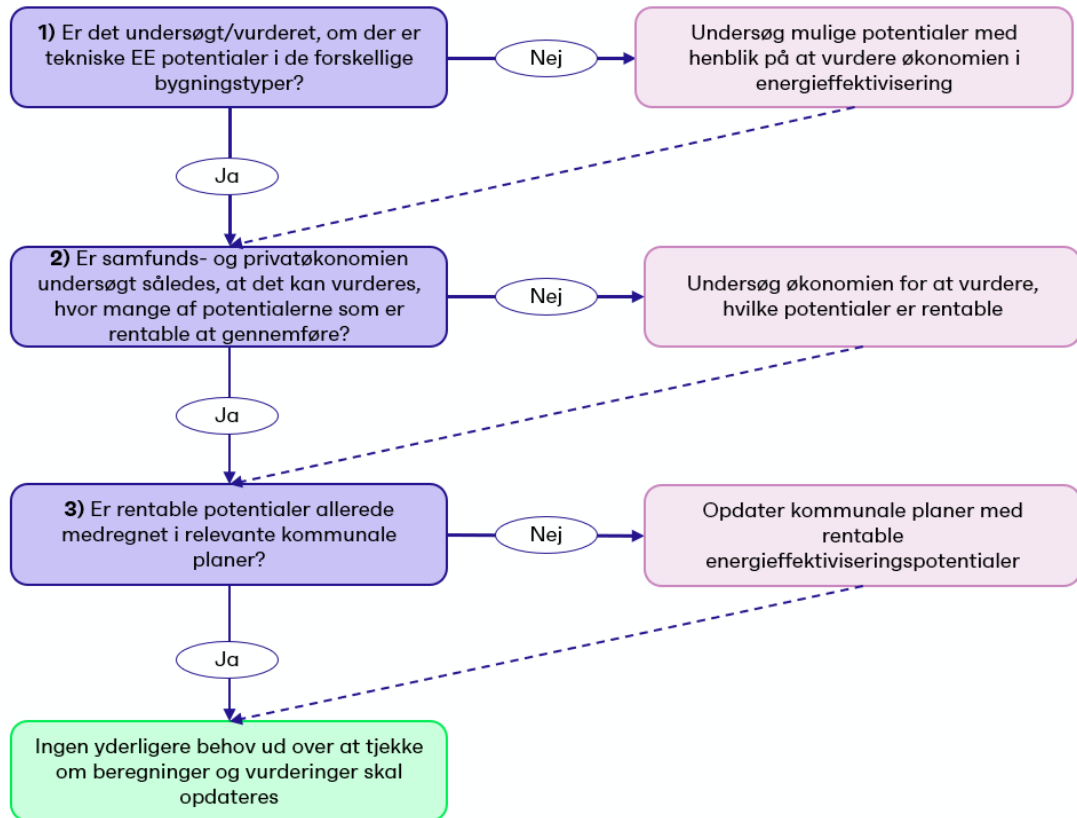 1) Er det undersøgt/vurderet, om der er
tekniske EE potentialer i de forskellige
bygningstyper?
Nej
Undersøg mulige potentialer med
henblik på at vurdere økonomien i
energieffektivisering
Ja
2) Er samfunds- og privatøkonomien
undersøgt således, at det kan vurderes,
hvor mange af potentialerne som er
rentable at gennemføre?
Nej
Undersøg økonomien for at vurdere,
hvilke potentialer er rentable
Ja
3) Er rentable potentialer allerede
medregnet i relevante kommunale
planer?
Nej
Opdater kommunale planer med
rentable
energieffektiviseringspotentialer
Ja
Ingen yderligere behov ud over at tjekke
om beregninger og vurderinger skal
opdateres